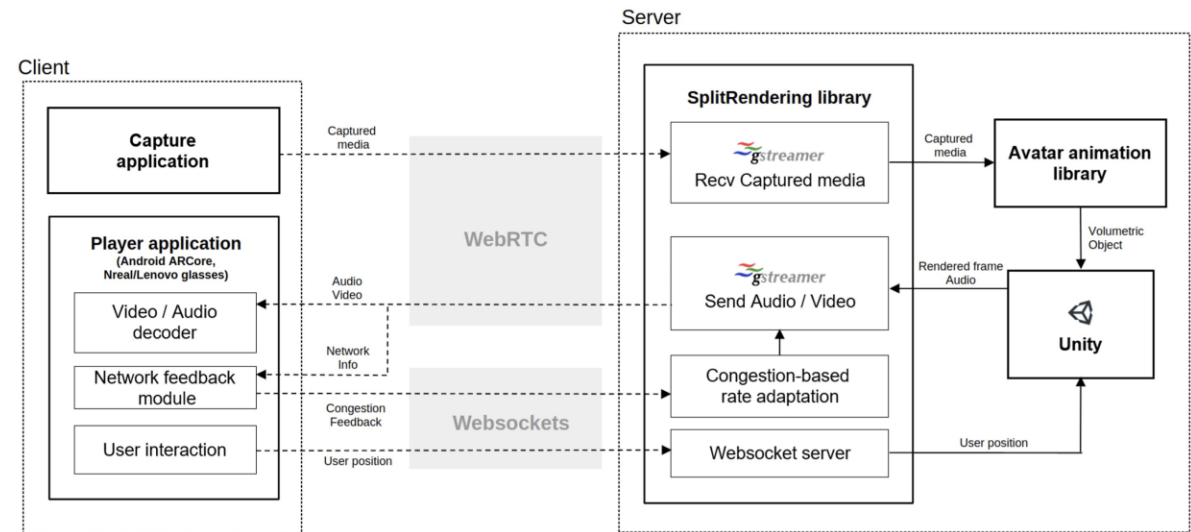 Server
Client
SplitRendering library
Capture
application
Captured
media
gstreamer
Recv Captured media
Captured
media
Avatar animation
library
WebRTC
Player application
(Android ARCore,
Nreal/Lenovo glasses)
Volumetric
Object
Audio
Video
gstreamer
Send Audio / Video
Rendered frame
Audio
Video / Audio
decoder
Unity
Network
Info
Network feedback
module
Congestion-based
rate adaptation
Congestion
Feedback
Websockets
User interaction
User position
Websocket server
User position